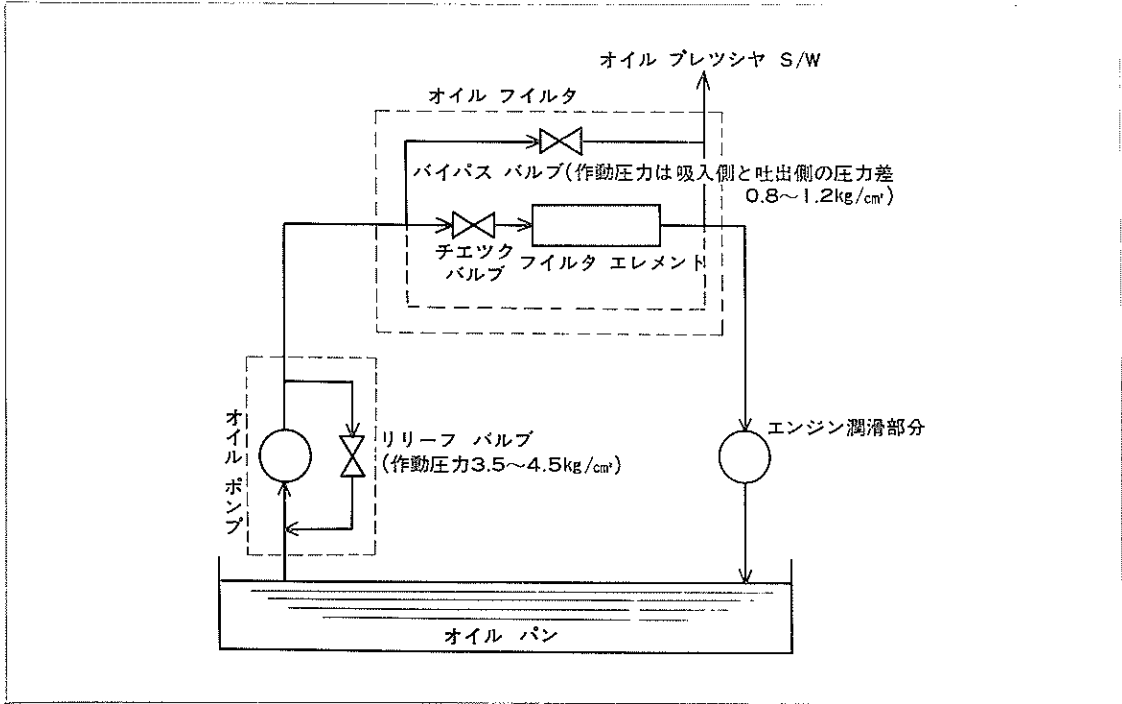 オイル プレツシヤ S/W
オイル フイルタ
バイパス バルブ(作動圧力は吸入側と吐出側の圧力差
0.8〜1.2kg/c㎡)
チエツク
バルブ
フイルタ エレメント
オイル ポンプ
リリーフ バルブ
(作動圧力3.5〜4.5kg/c㎡)
エンジン潤滑部分
オイル パン